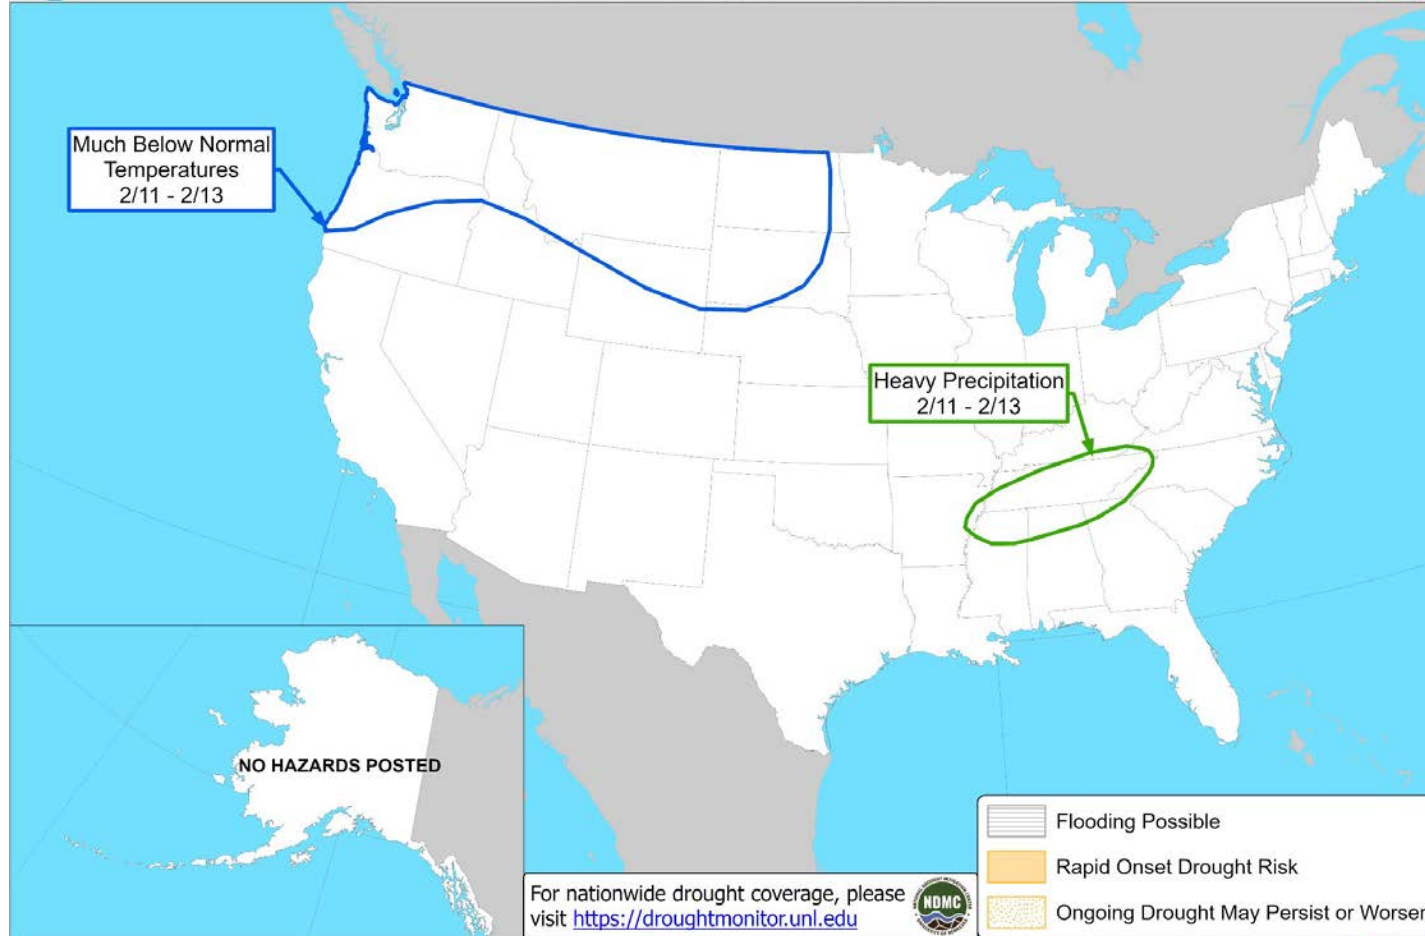 Much Below Normal
Temperatures
2/11 - 2/13
Heavy Precipitation
2/11 - 2/13
NO HAZARDS POSTED
For nationwide drought coverage, please
visit https://droughtmonitor.unl.edu
NDMC
Flooding Possible
Rapid Onset Drought Risk
Ongoing Drought May Persist or Worsen